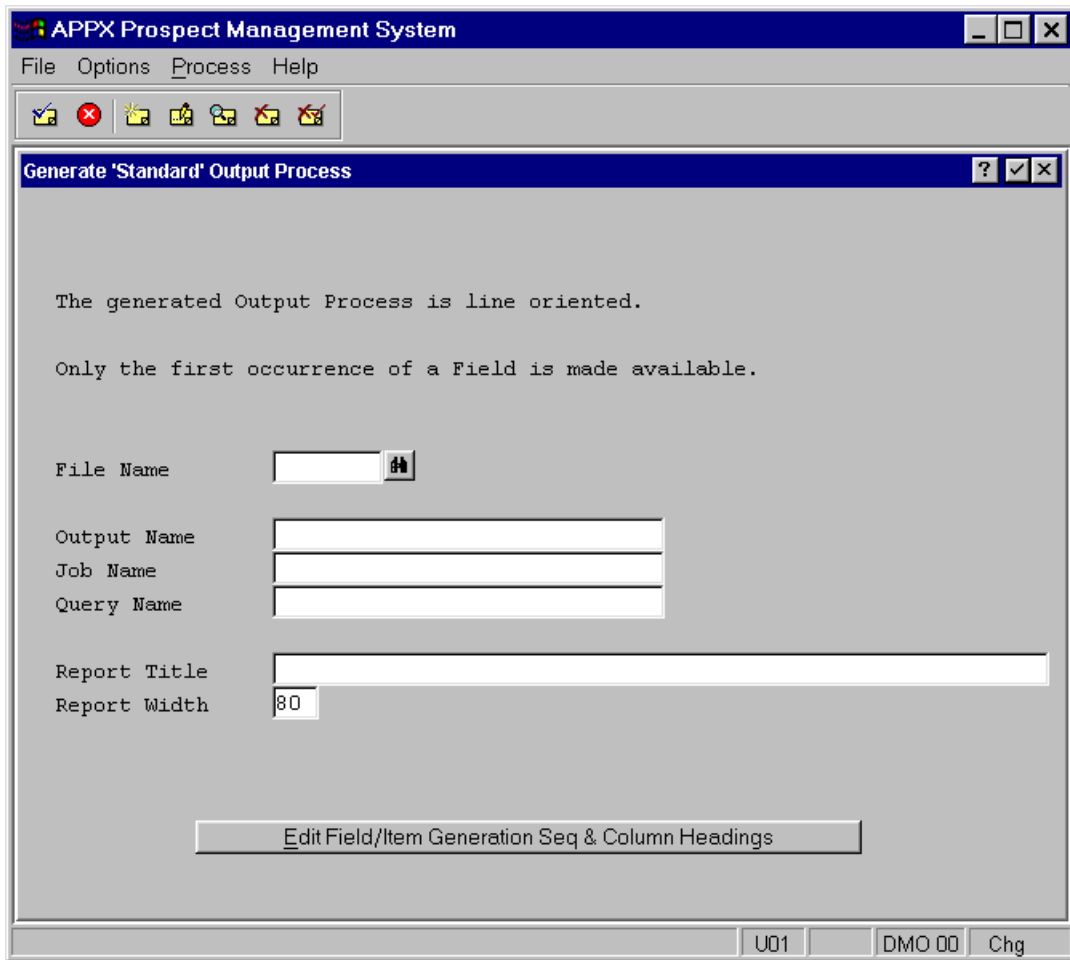 APPX Prospect Management System
File Options Process Help
Generate 'Standard' Output Process
The generated Output Process is line oriented.
Only the first occurrence of a Field is made available.
File Name
Output Name
Job Name
Query Name
Report Title
Report Width 80
Edit Field/Item Generation Seq & Column Headings
U01 DMO 00 Chg